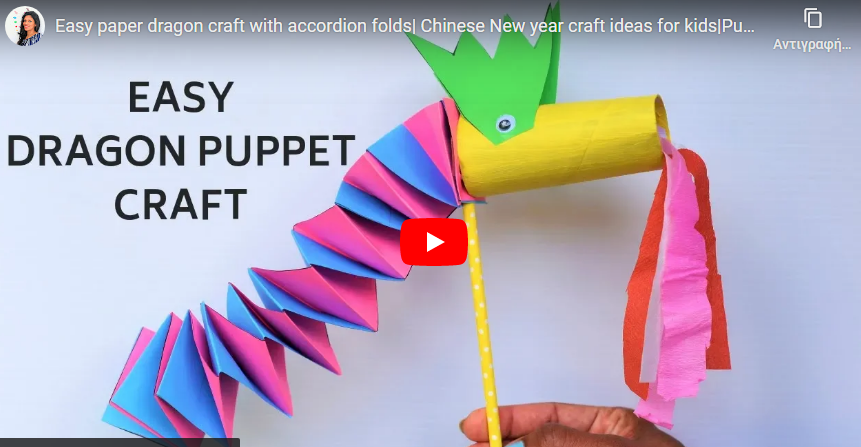 Easy paper dragon craft with accordion folds| Chinese New year craft ideas for kids|Pu...
Αντιγραφή...
EASY
DRAGON PUPPET
CRAFT